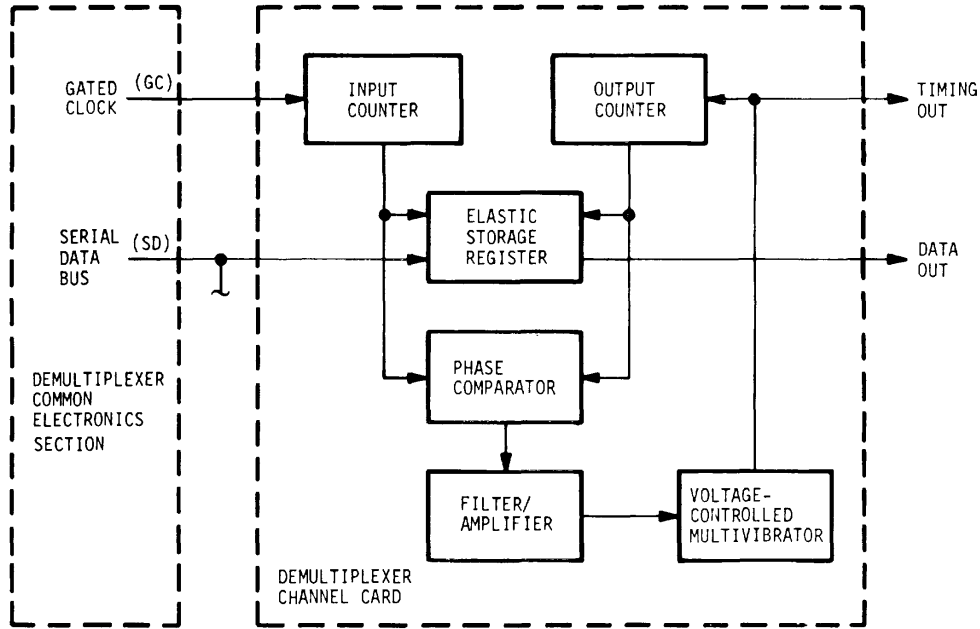 GATED
CLOCK
(GC)
INPUT
COUNTER
OUTPUT
COUNTER
TIMING
OUT
SERIAL
DATA
BUS
(SD)
ELASTIC
STORAGE
REGISTER
DATA
OUT
PHASE
COMPARATOR
DEMULTIPLEXER
COMMON
ELECTRONICS
SECTION
FILTER/
AMPLIFIER
VOLTAGE-
CONTROLLED
MULTIVIBRATOR
DEMULTIPLEXER
CHANNEL CARD